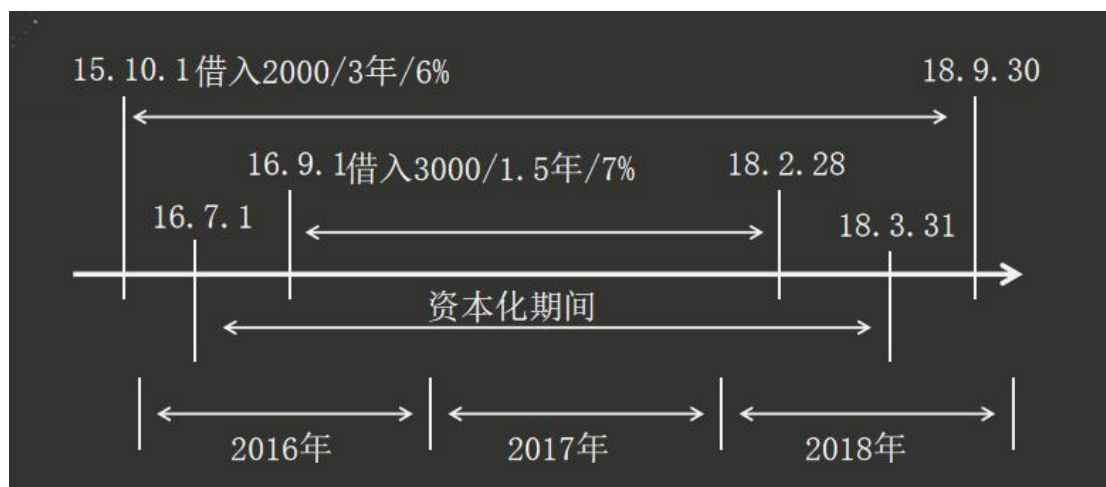 15.10.1借入2000/3年/6%
18.9.30
16.9.1借入3000/1.5年/7%
18.2.28
16.7.1
18.3.31
资本化期间
2016年
2017年
2018年